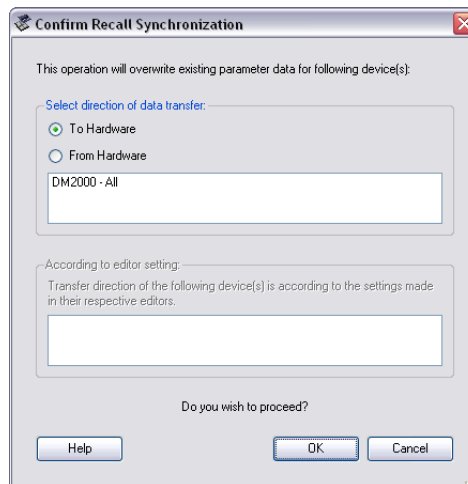 Confirm Recall Synchronization
This operation will overwrite existing parameter data for following device(s):
Select direction of data transfer:
To Hardware
From Hardware
DM2000 - All
According to editor setting:
Transfer direction of the following device(s) is according to the settings made
in their respective editors.
Do you wish to proceed?
Help
OK
Cancel